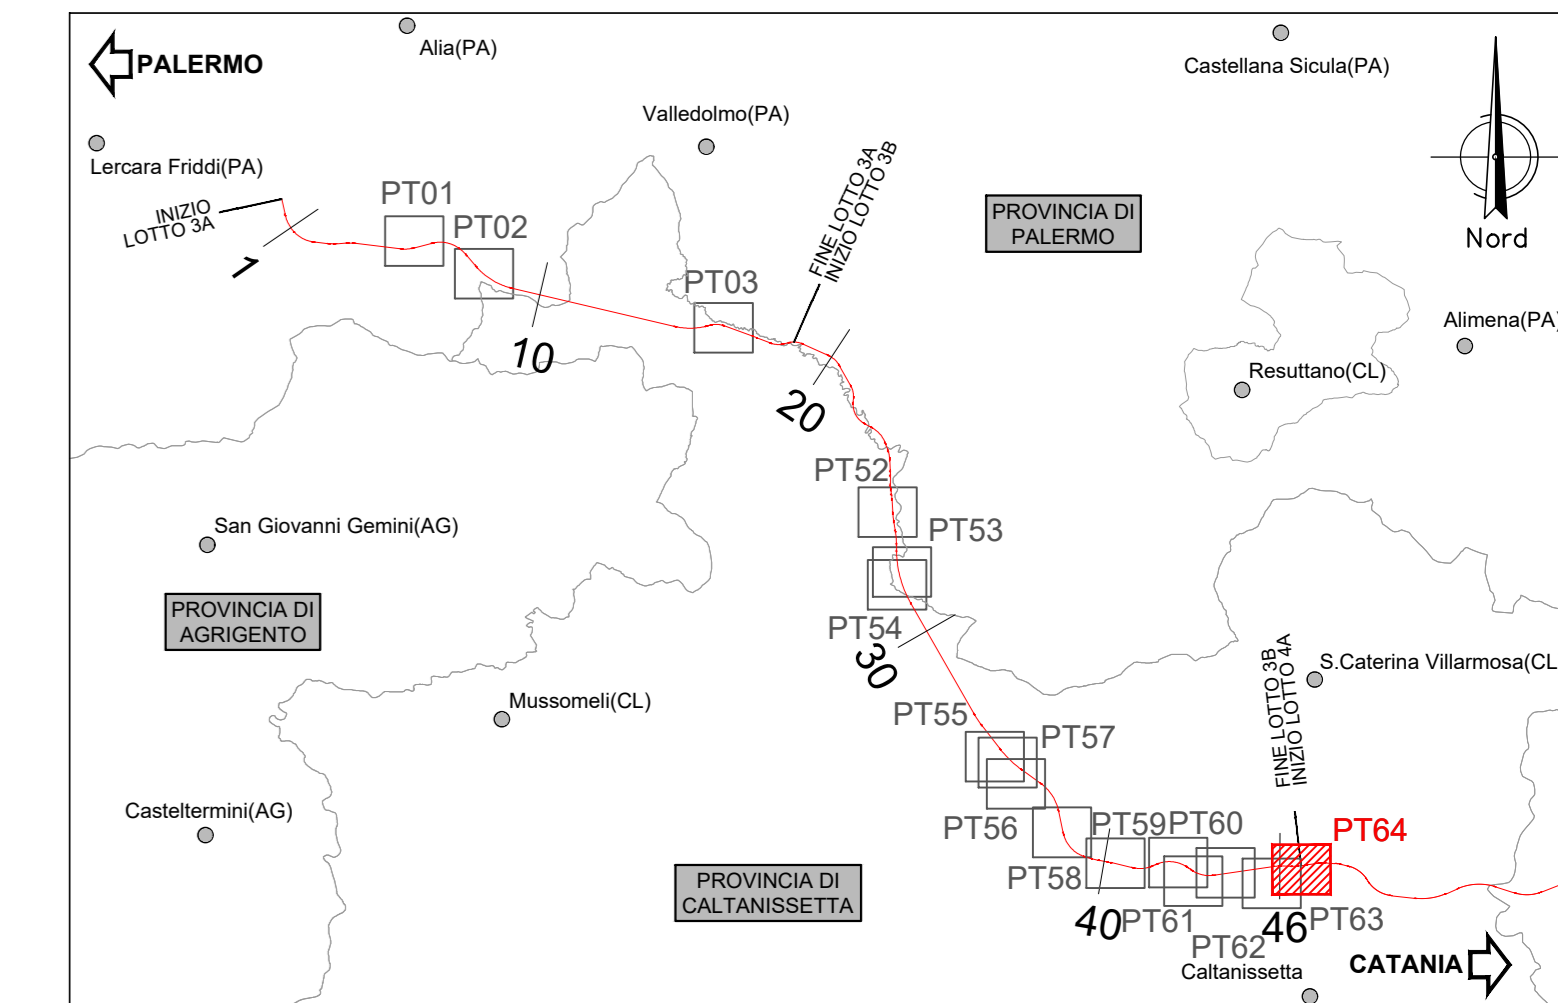 Alia(PA)
PALERMO
Castellana Sicula(PA)
Valledolmo(PA)
Lercara Friddi(PA)
INIZIO
LOTTO 3A
1
PT01
PT02
PT03
FINE LOTTO 3A
INIZIO LOTTO 3B
PROVINCIA DI
PALERMO
Nord
10
20
Alimena(PA)
Resuttano(CL)
PT52
San Giovanni Gemini(AG)
PT53
PROVINCIA DI
AGRIGENTO
PT54
30
FINE LOTTO 3B
INIZIO LOTTO 4A
S.Caterina Villarmosa(CL
Mussomeli(CL)
PT55
PT57
Casteltermini(AG)
PT56
PT59
PT60
PT64
PT58
PROVINCIA DI
CALTANISSETTA
40
PT61
PT62
46
PT63
Caltanissetta
CATANIA